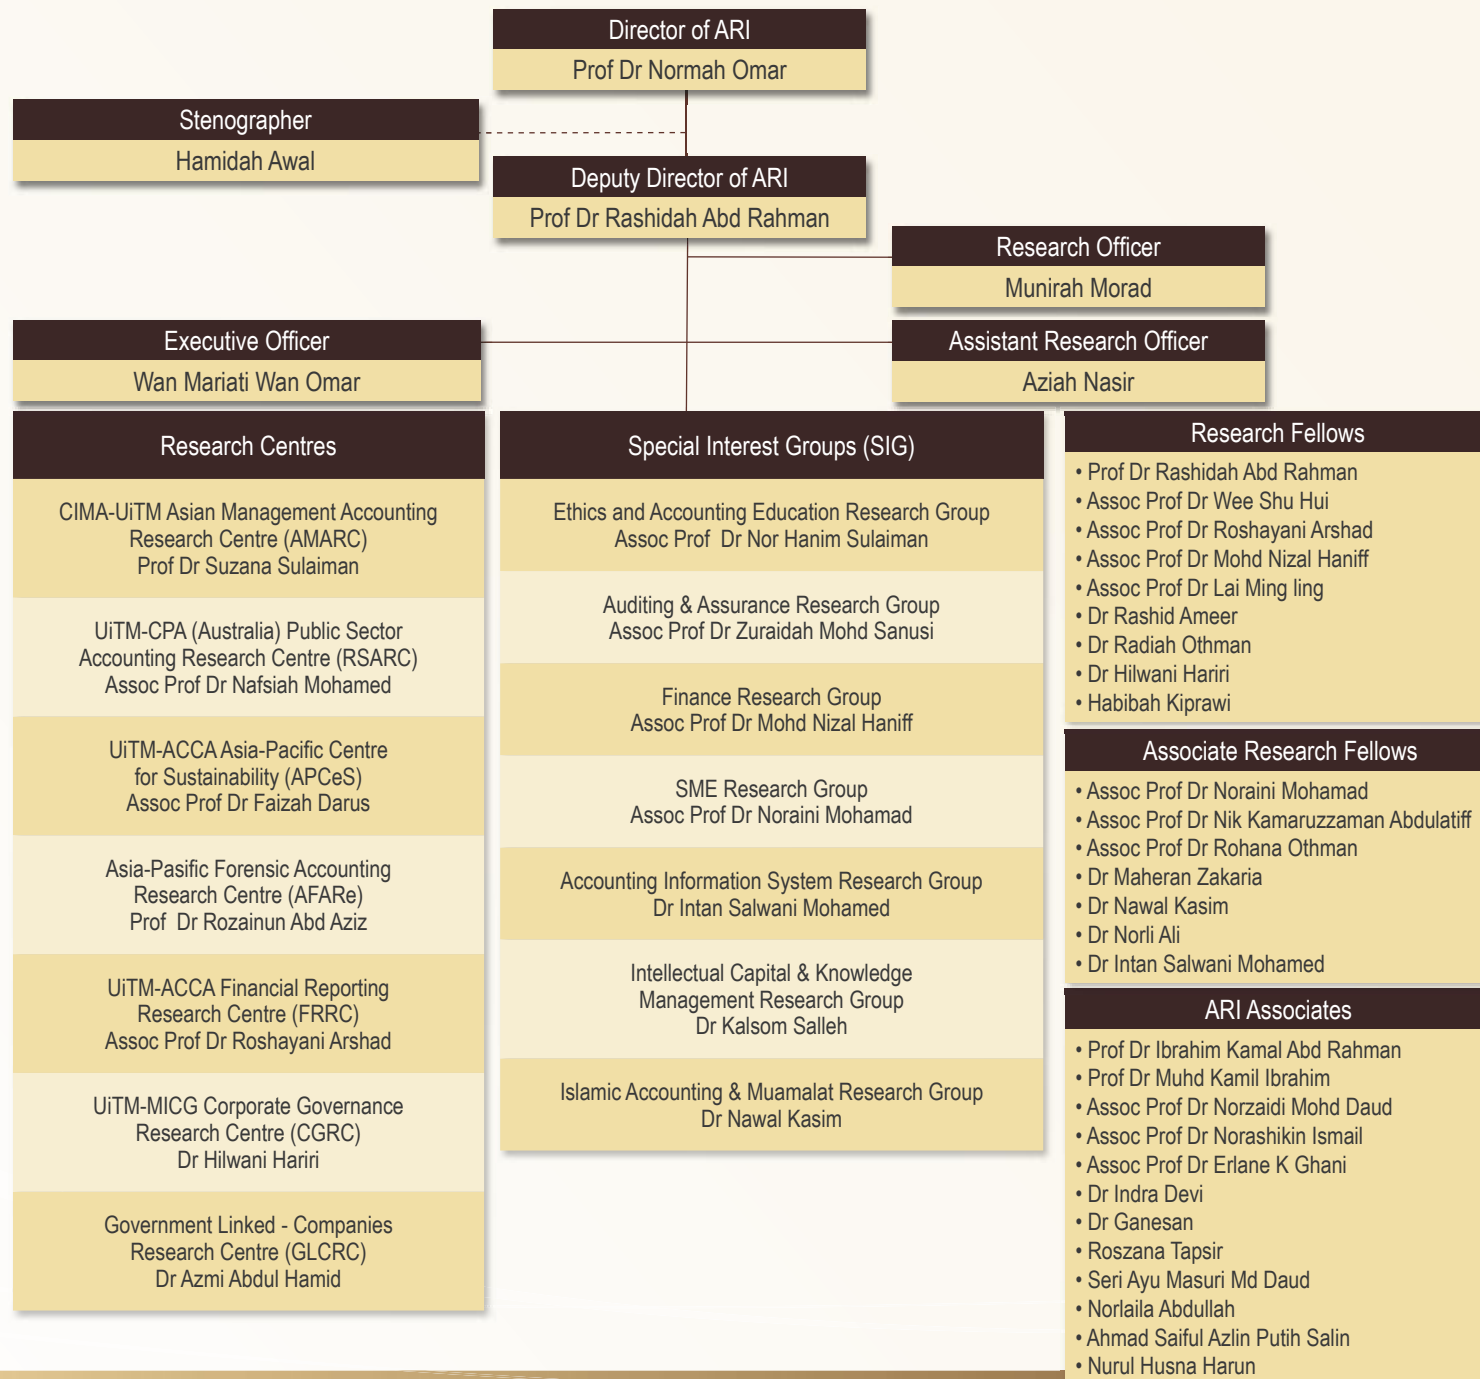 Director of ARI
Prof Dr Normah Omar
Stenographer
Hamidah Awal
Deputy Director of ARI
Prof Dr Rashidah Abd Rahman
Research Officer
Munirah Morad
Executive Officer
Wan Mariati Wan Omar
Assistant Research Officer
Aziah Nasir
Research Centres
CIMA-UiTM Asian Management Accounting
Research Centre (AMARC)
Prof Dr Suzana Sulaiman
UiTM-CPA (Australia) Public Sector
Accounting Research Centre (RSARC)
Assoc Prof Dr Nafsiah Mohamed
UiTM-ACCA Asia-Pacific Centre
for Sustainability (APCeS)
Assoc Prof Dr Faizah Darus
Asia-Pasific Forensic Accounting
Research Centre (AFARe)
Prof Dr Rozainun Abd Aziz
UiTM-ACCA Financial Reporting
Research Centre (FRRC)
Assoc Prof Dr Roshayani Arshad
UiTM-MICG Corporate Governance
Research Centre (CGRC)
Dr Hilwani Hariri
Government Linked - Companies
Research Centre (GLCRC)
Dr Azmi Abdul Hamid
Special Interest Groups (SIG)
Ethics and Accounting Education Research Group
Assoc Prof Dr Nor Hanim Sulaiman
Auditing & Assurance Research Group
Assoc Prof Dr Zuraidah Mohd Sanusi
Finance Research Group
Assoc Prof Dr Mohd Nizal Haniff
SME Research Group
Assoc Prof Dr Noraini Mohamad
Accounting Information System Research Group
Dr Intan Salwani Mohamed
Intellectual Capital & Knowledge
Management Research Group
Dr Kalsom Salleh
Islamic Accounting & Muamalat Research Group
Dr Nawal Kasim
Research Fellows
• Prof Dr Rashidah Abd Rahman
• Assoc Prof Dr Wee Shu Hui
• Assoc Prof Dr Roshayani Arshad
• Assoc Prof Dr Mohd Nizal Haniff
• Assoc Prof Dr Lai Ming ling
• Dr Rashid Ameer
• Dr Radiah Othman
• Dr Hilwani Hariri
• Habibah Kiprawi
Associate Research Fellows
• Assoc Prof Dr Noraini Mohamad
• Assoc Prof Dr Nik Kamaruzzaman Abdulatiff
• Assoc Prof Dr Rohana Othman
• Dr Maheran Zakaria
• Dr Nawal Kasim
• Dr Norli Ali
• Dr Intan Salwani Mohamed
ARI Associates
• Prof Dr Ibrahim Kamal Abd Rahman
• Prof Dr Muhd Kamil Ibrahim
• Assoc Prof Dr Norzaidi Mohd Daud
• Assoc Prof Dr Norashikin Ismail
• Assoc Prof Dr Erlane K Ghani
• Dr Indra Devi
• Dr Ganesan
• Roszana Tapsir
• Seri Ayu Masuri Md Daud
• Norlaila Abdullah
• Ahmad Saiful Azlin Putih Salin
• Nurul Husna Harun